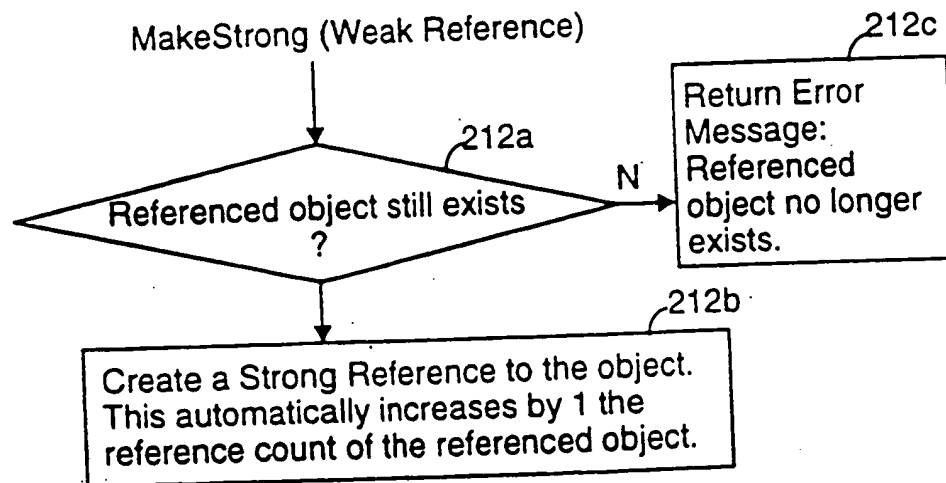 MakeStrong (Weak Reference)
212c
Return Error
Message:
Referenced
object no longer
exists.
212a
N
Referenced object still exists
?
212b
Create a Strong Reference to the object.
This automatically increases by 1 the
reference count of the referenced object.